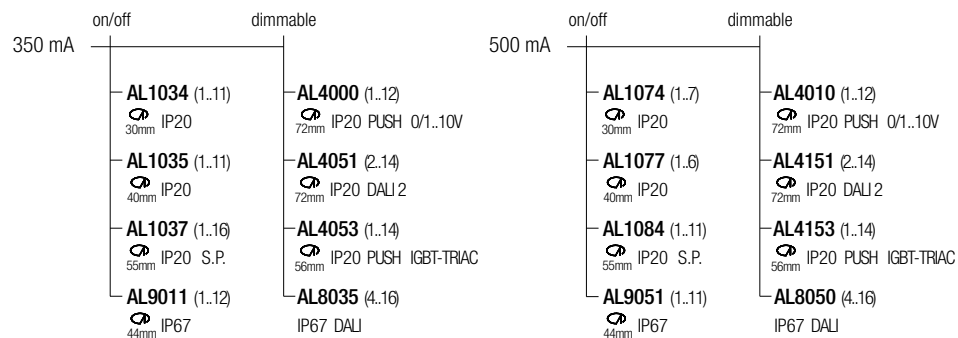 on/off dimmable
350 mA
AL1034 (1..11) AL4000 (1..12)
30mm IP20 72mm IP20 PUSH 0/1..10V
AL1035 (1..11) AL4051 (2..14)
40mm IP20 72mm IP20 DALI 2
AL1037 (1..16) AL4053 (1..14)
55mm IP20 S.P. 56mm IP20 PUSH IGBT-TRIAC
AL9011 (1..12) AL8035 (4..16)
44mm IP67 IP67 DALI
on/off dimmable
500 mA
AL1074 (1..7) AL4010 (1..12)
30mm IP20 72mm IP20 PUSH 0/1..10V
AL1077 (1..6) AL4151 (2..14)
40mm IP20 72mm IP20 DALI 2
AL1084 (1..11) AL4153 (1..14)
55mm IP20 S.P. 56mm IP20 PUSH IGBT-TRIAC
AL9051 (1..11) AL8050 (4..16)
44mm IP67 IP67 DALI